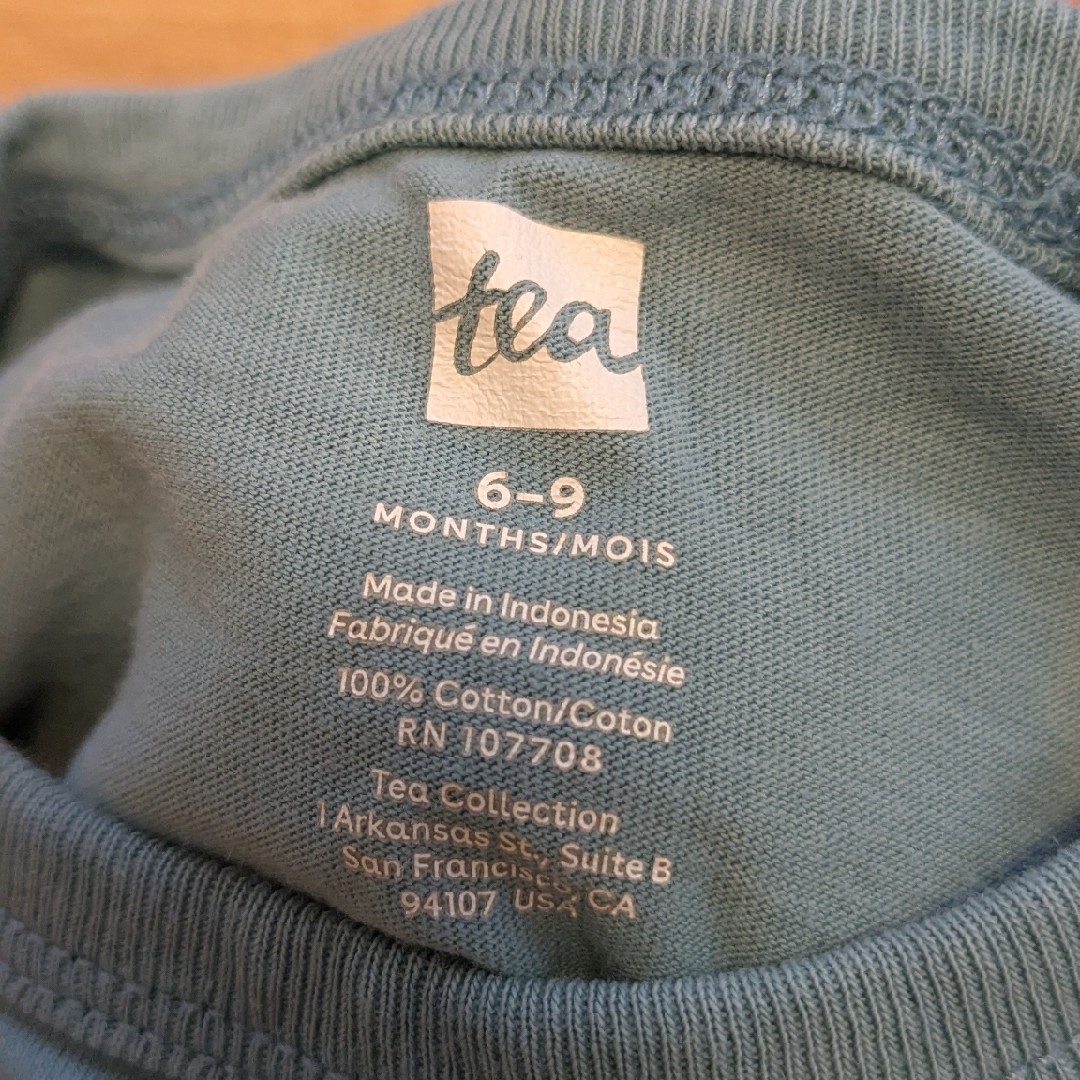 tea
6–9
MONTHS/MOIS
Made in Indonesia
Fabriqué en Indonésie
100% Cotton/Coton
RN 107708
Tea Collection
1 Arkansas St., Suite B
San Francisco, CA
94107 USA